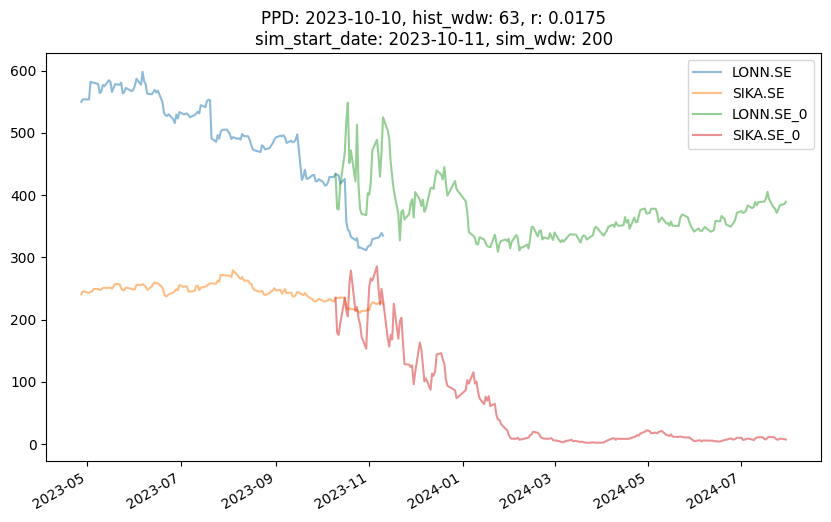 PPD: 2023-10-10, hist_wdw: 63, r: 0.0175
sim_start_date: 2023-10-11, sim_wdw: 200
LONN.SE
SIKA.SE
LONN.SE_0
SIKA.SE_0
600
500
400
300
200
100
0
2023-05
2023-07
2023-09
2023-11
2024-01
2024-03
2024-05
2024-07